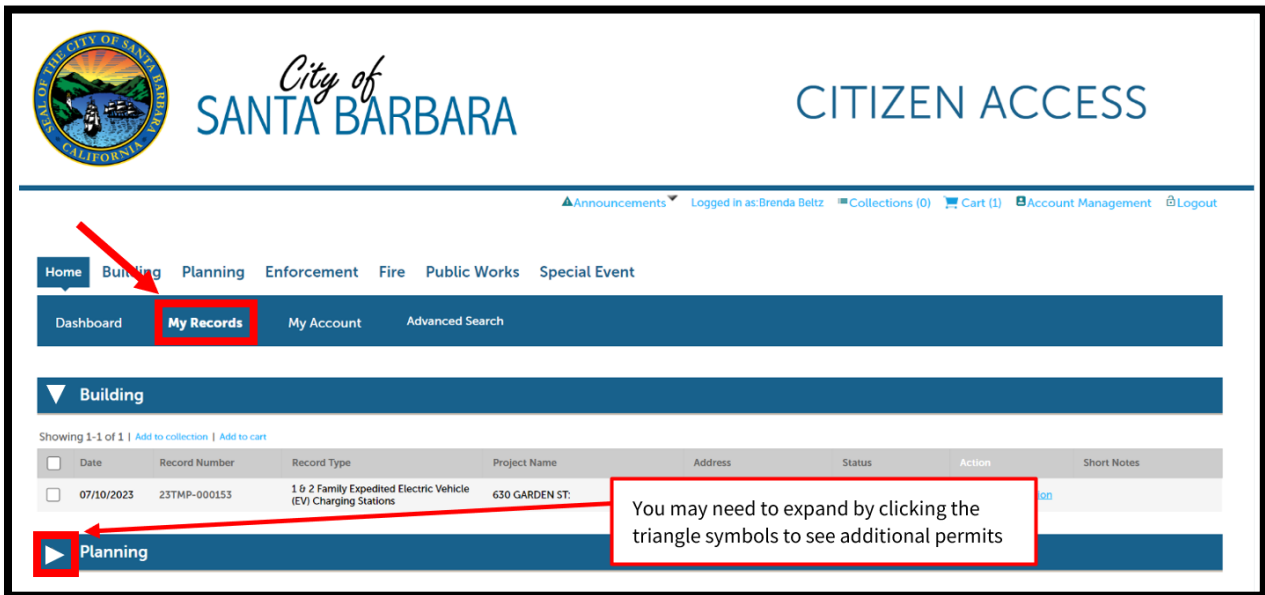 THE CITY OF SANTA BARBARA
SEAL OF
CALIFORNIA
City of
SANTA BARBARA
CITIZEN ACCESS
Announcements Logged in as:Brenda Beltz Collections (0) Cart (1) Account Management Logout
Home Building Planning Enforcement Fire Public Works Special Event
Dashboard My Records My Account Advanced Search
Building
Showing 1-1 of 1 | Add to collection | Add to cart
Date Record Number Record Type Project Name Address Status Action Short Notes
07/10/2023 23TMP-000153 1 & 2 Family Expedited Electric Vehicle
(EV) Charging Stations 630 GARDEN ST:
You may need to expand by clicking the
triangle symbols to see additional permits
Planning